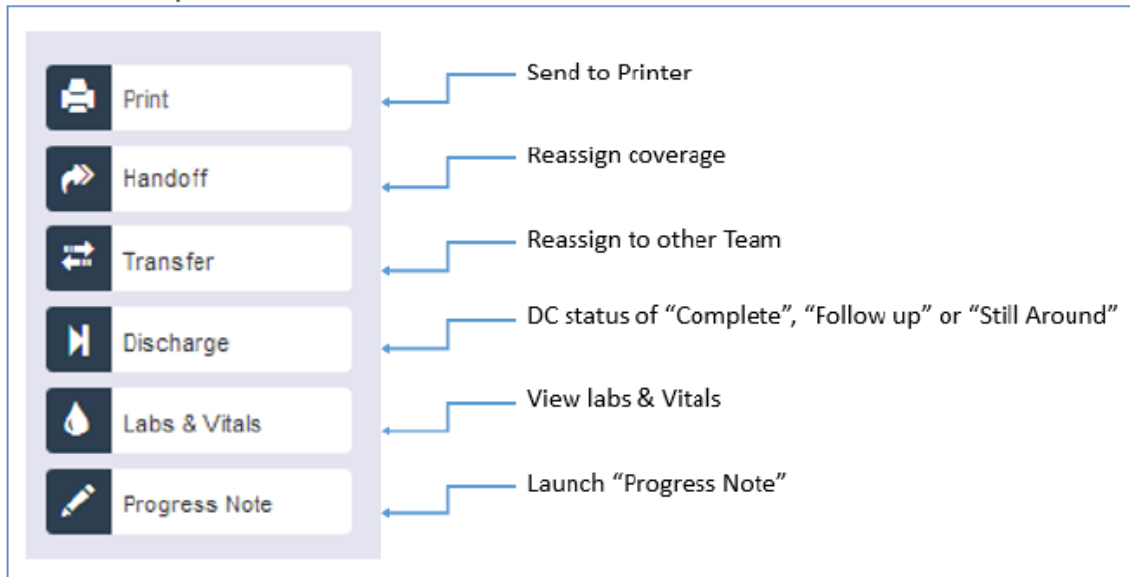 Print
Send to Printer
Handoff
Reassign coverage
Transfer
Reassign to other Team
Discharge
DC status of “Complete”, “Follow up” or “Still Around”
Labs & Vitals
View labs & Vitals
Progress Note
Launch “Progress Note”